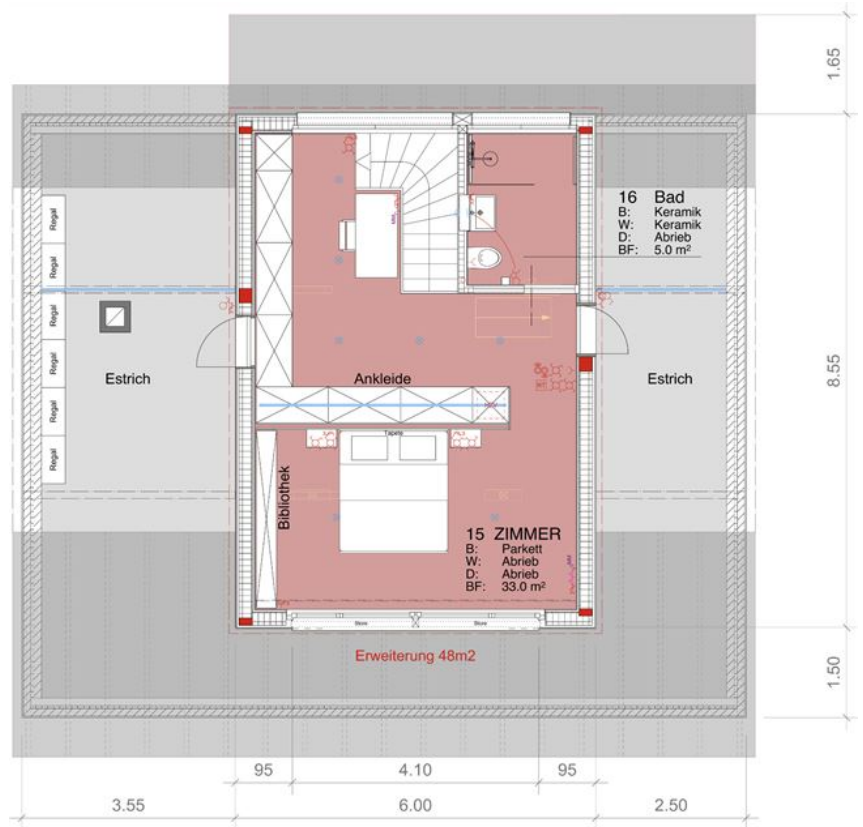 1.65
16 Bad
B: Keramik
W: Keramik
D: Abrieb
BF: 5.0 m²
Regal
Regal
Regal
Regal
Regal
Regal
Estrich
Ankleide
Estrich
8.55
Tapete
Bibliothek
15 ZIMMER
B: Parkett
W: Abrieb
D: Abrieb
BF: 33.0 m²
Store
Store
Erweiterung 48m2
1.50
95
4.10
95
3.55
6.00
2.50